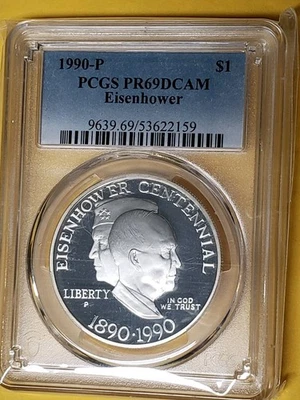 1990-P $1
PCGS PR69DCAM
Eisenhower
9639.69/53622159
EISENHOWER CENTENNIAL
LIBERTY
P
IN GOD
WE TRUST
1890-1990